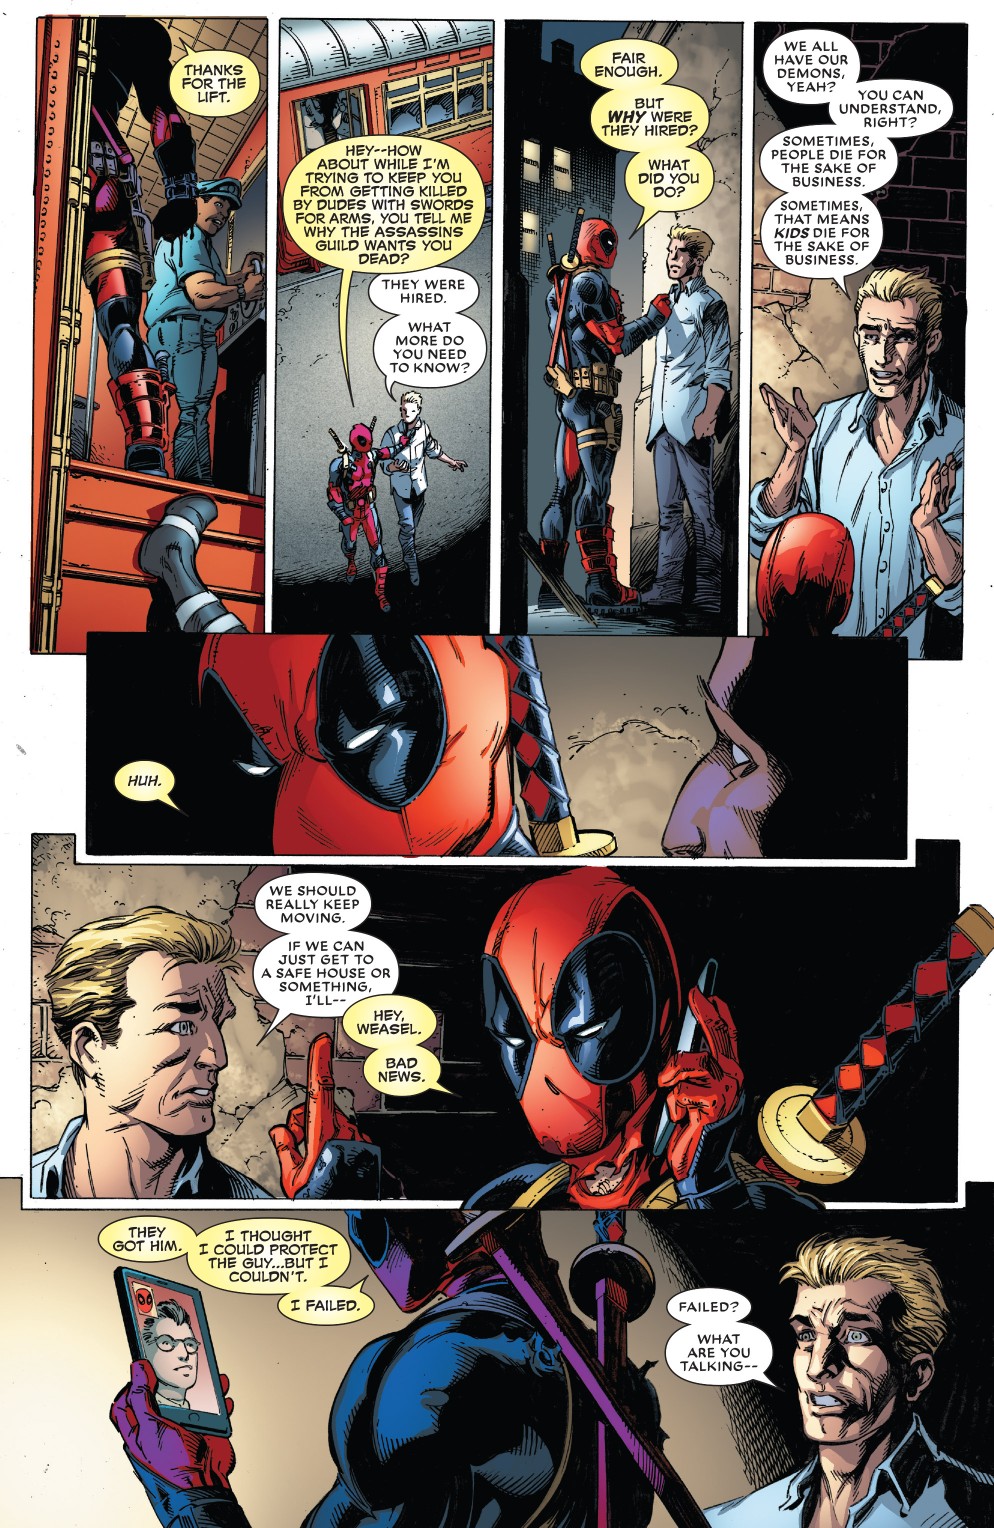 THANKS
FOR THE
LIFT.
HEY--HOW
ABOUT WHILE I'M
TRYING TO KEEP YOU
FROM GETTING KILLED
BY DUDES WITH SWORDS
FOR ARMS, YOU TELL ME
WHY THE ASSASSINS
GUILD WANTS YOU
DEAD?
THEY WERE
HIRED.
WHAT
MORE DO
YOU NEED
TO KNOW?
FAIR
ENOUGH.
BUT
WHY WERE
THEY HIRED?
WHAT
DID YOU
DO?
WE ALL
HAVE OUR
DEMONS,
YEAH?
YOU CAN
UNDERSTAND,
RIGHT?
SOMETIMES,
PEOPLE DIE FOR
THE SAKE OF
BUSINESS.
SOMETIMES,
THAT MEANS
KIDS DIE FOR
THE SAKE OF
BUSINESS.
HUH.
WE SHOULD
REALLY KEEP
MOVING.
IF WE CAN
JUST GET TO
A SAFE HOUSE OR
SOMETHING,
I'LL--
HEY,
WEASEL.
BAD
NEWS.
THEY
GOT HIM.
I THOUGHT
I COULD PROTECT
THE GUY...BUT I
COULDN'T.
I FAILED.
FAILED?
WHAT
ARE YOU
TALKING--